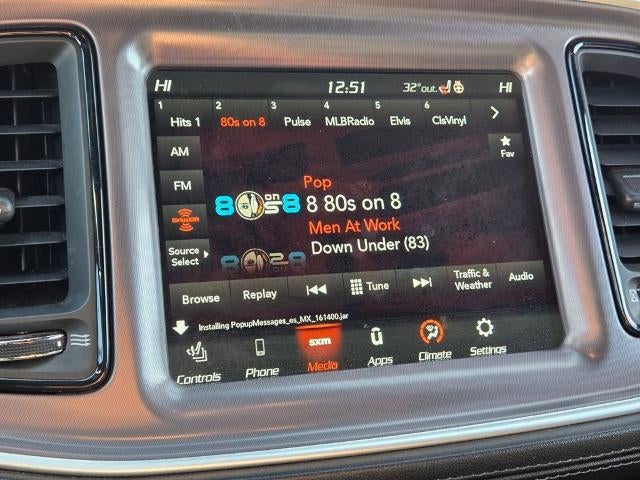 HI 12:51 32° out. HI
1 2 3 4 5 6
Hits 1 80s on 8 Pulse MLBRadio Elvis ClsVinyl
AM
Fav
FM
Pop
8 80s on 8
SiriusXM
Men At Work
Down Under (83)
Source
Select
Browse Replay Tune Traffic & Weather Audio
Installing PopupMessages_es_MX_161400.jar
sxm
Controls Phone Media Apps Climate Settings